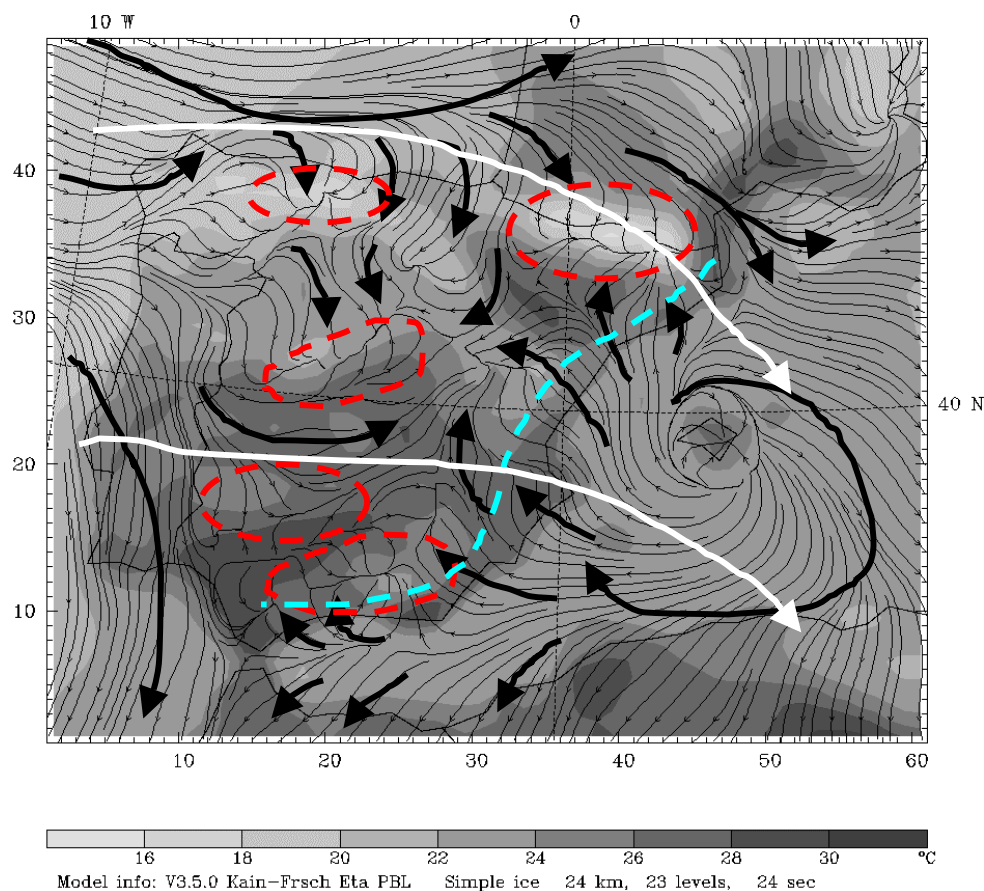 10 W 0
40
30
40 N
20
10
10 20 30 40 50 60
16 18 20 22 24 26 28 30 °C
Model info: V3.5.0 Kain-Frsch Eta PBL Simple ice 24 km, 23 levels, 24 sec